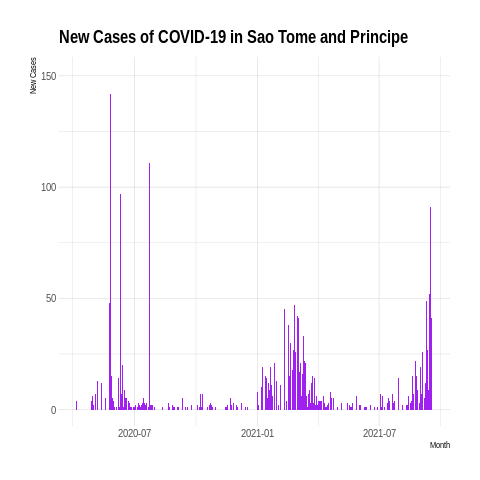 New Cases of COVID-19 in Sao Tome and Principe
New Cases
150
100
50
0
2020-07
2021-01
2021-07
Month